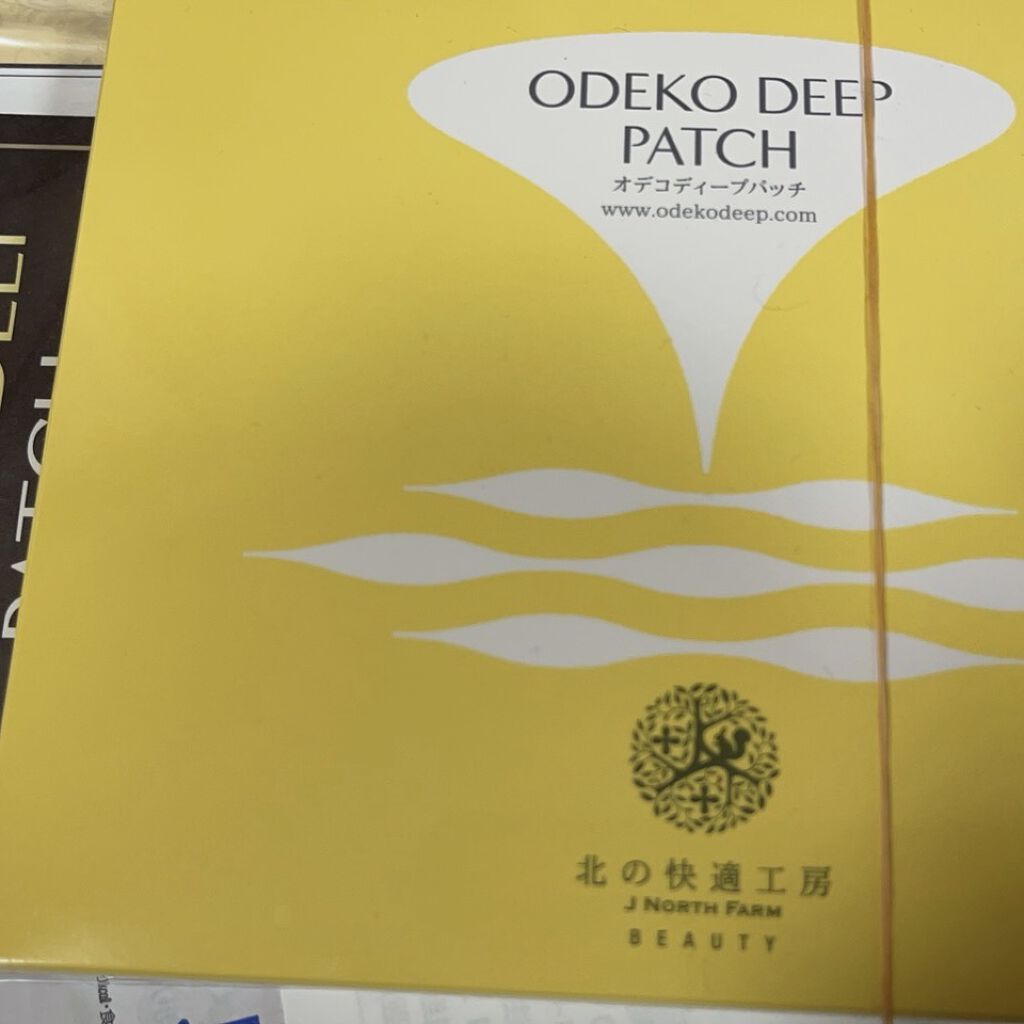 ODEKO DEEP
PATCH
オデコディープパッチ
www.odekodeep.com
北の快適工房
J NORTH FARM
BEAUTY
PATCH